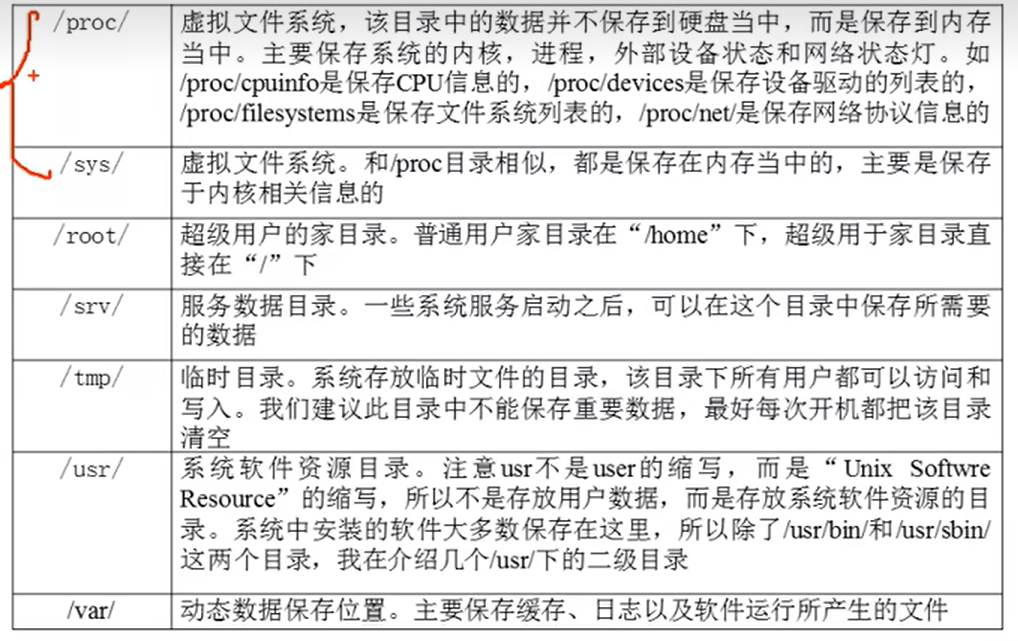 /proc/ 虚拟文件系统，该目录中的数据并不保存到硬盘当中，而是保存到内存
当中。主要保存系统的内核，进程，外部设备状态和网络状态灯。如
/proc/cpuinfo是保存CPU信息的，/proc/devices是保存设备驱动的列表的，
/proc/filesystems是保存文件系统列表的，/proc/net/是保存网络协议信息的
/sys/ 虚拟文件系统。和/proc目录相似，都是保存在内存当中的，主要是保存
于内核相关信息的
/root/ 超级用户的家目录。普通用户家目录在“/home”下，超级用于家目录直
接在“/”下
/srv/ 服务数据目录。一些系统服务启动之后，可以在这个目录中保存所需要
的数据
/tmp/ 临时目录。系统存放临时文件的目录，该目录下所有用户都可以访问和
写入。我们建议此目录中不能保存重要数据，最好每次开机都把该目录
清空
/usr/ 系统软件资源目录。注意usr不是user的缩写，而是“Unix Softwre
Resource”的缩写，所以不是存放用户数据，而是存放系统软件资源的目
录。系统中安装的软件大多数保存在这里，所以除了/usr/bin/和/usr/sbin/
这两个目录，我在介绍几个/usr/下的二级目录
/var/ 动态数据保存位置。主要保存缓存、日志以及软件运行所产生的文件